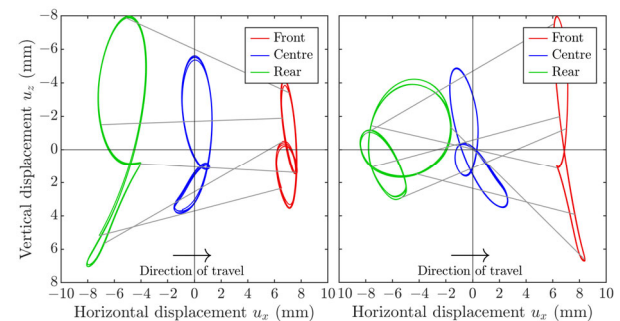 Vertical displacement u_z (mm)
−8
−6
−4
−2
0
2
4
6
8
Front
Centre
Rear
Direction of travel
−10 −8 −6 −4 −2 0 2 4 6 8 10
Horizontal displacement u_x (mm)
Front
Centre
Rear
Direction of travel
−10 −8 −6 −4 −2 0 2 4 6 8 10
Horizontal displacement u_x (mm)